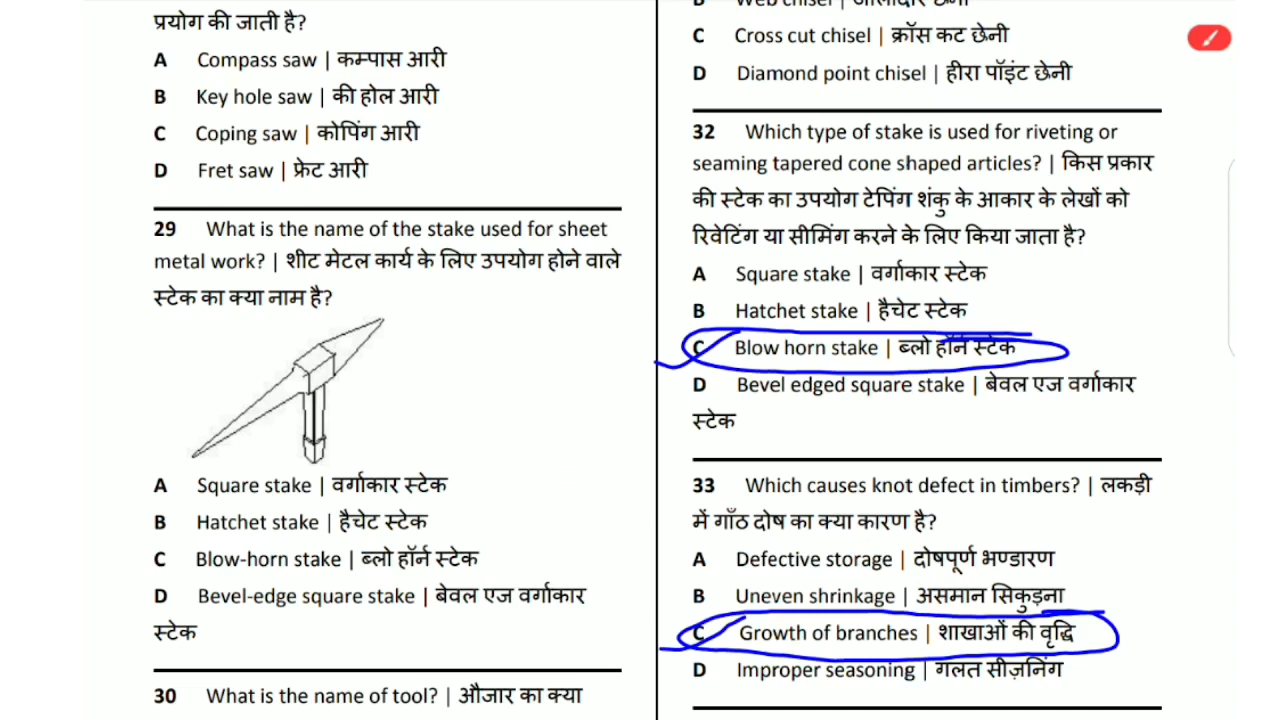 प्रयोग की जाती है?
A Compass saw | कम्पास आरी
B Key hole saw | की होल आरी
C Coping saw | कोपिंग आरी
D Fret saw | फ्रेट आरी
29 What is the name of the stake used for sheet
metal work? | शीट मेटल कार्य के लिए उपयोग होने वाले
स्टेक का क्या नाम है?
A Square stake | वर्गाकार स्टेक
B Hatchet stake | हैचेट स्टेक
C Blow-horn stake | ब्लो हॉर्न स्टेक
D Bevel-edge square stake | बेवल एज वर्गाकार
स्टेक
30 What is the name of tool? | औजार का क्या
B Web chisel |
C Cross cut chisel | क्रॉस कट छेनी
D Diamond point chisel | हीरा पॉइंट छेनी
32 Which type of stake is used for riveting or
seaming tapered cone shaped articles? | किस प्रकार
की स्टेक का उपयोग टेपिंग शंकु के आकार के लेखों को
रिवेटिंग या सीमिंग करने के लिए किया जाता है?
A Square stake | वर्गाकार स्टेक
B Hatchet stake | हैचेट स्टेक
C Blow horn stake | ब्लो हॉर्न स्टेक
D Bevel edged square stake | बेवल एज वर्गाकार
स्टेक
33 Which causes knot defect in timbers? | लकड़ी
में गाँठ दोष का क्या कारण है?
A Defective storage | दोषपूर्ण भण्डारण
B Uneven shrinkage | असमान सिकुड़ना
C Growth of branches | शाखाओं की वृद्धि
D Improper seasoning | गलत सीज़निंग